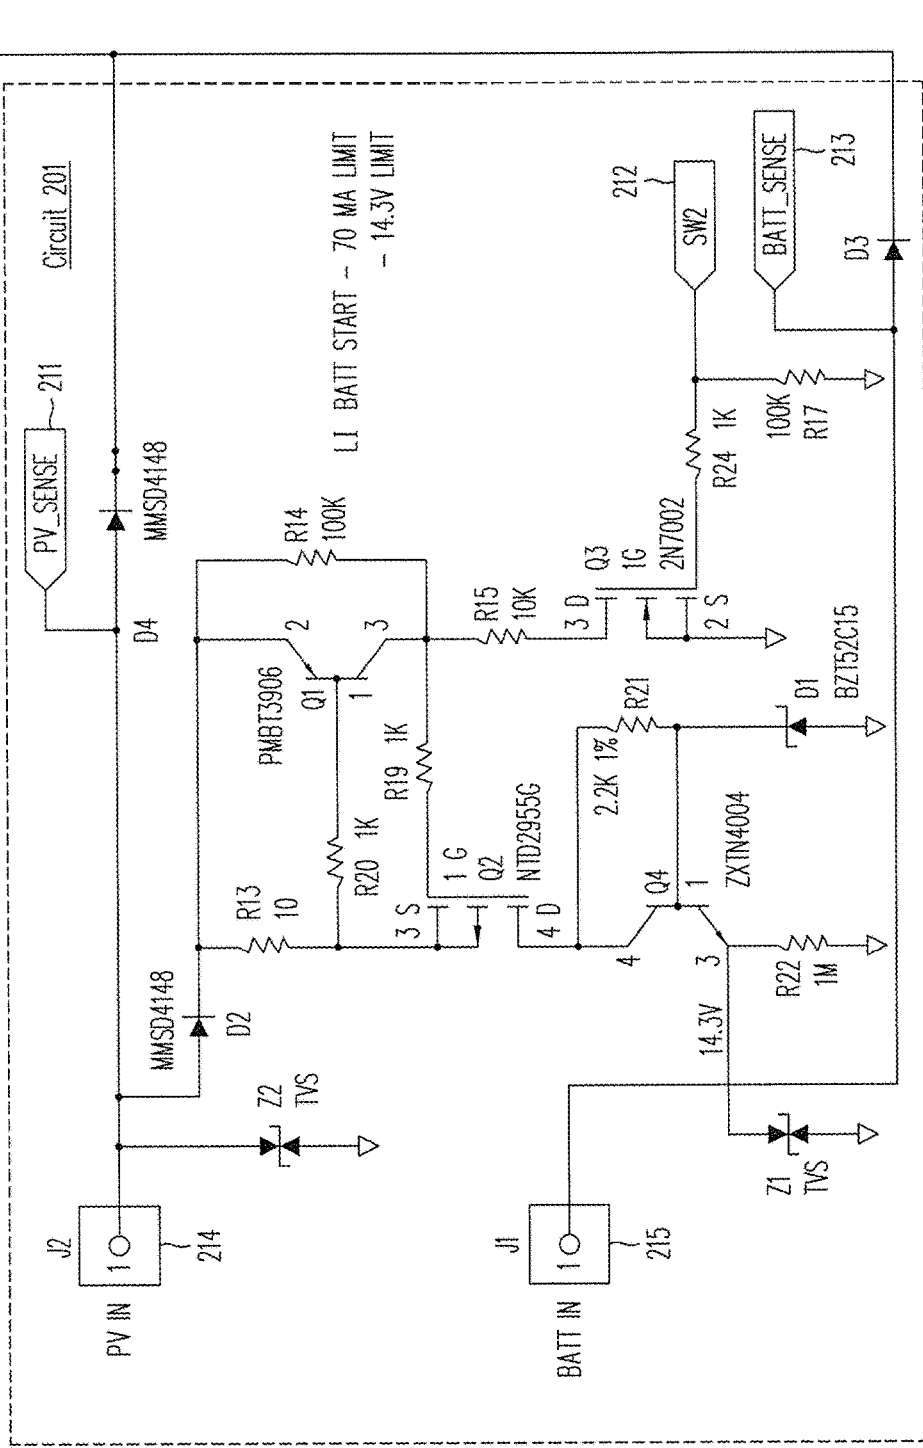 Circuit 201
LI BATT START - 70 MA LIMIT
- 14.3V LIMIT
PV_SENSE
211
D4
MMSD4148
J2
1
214
PV IN
Z2
TVS
MMSD4148
D2
R13
10
R20 1K
PMBT3906
Q1
2
3
1
R14
100K
R19 1K
R15
10K
3 S
1 G
Q2
NTD2955G
4 D
Q3
1G
2N7002
3 D
2 S
R24 1K
100K
R17
SW2
212
BATT_SENSE
213
D3
2.2K 1%
R21
D1
BZT52C15
Q4
1
ZXTN4004
4
3
R22
1M
14.3V
Z1
TVS
J1
1
215
BATT IN